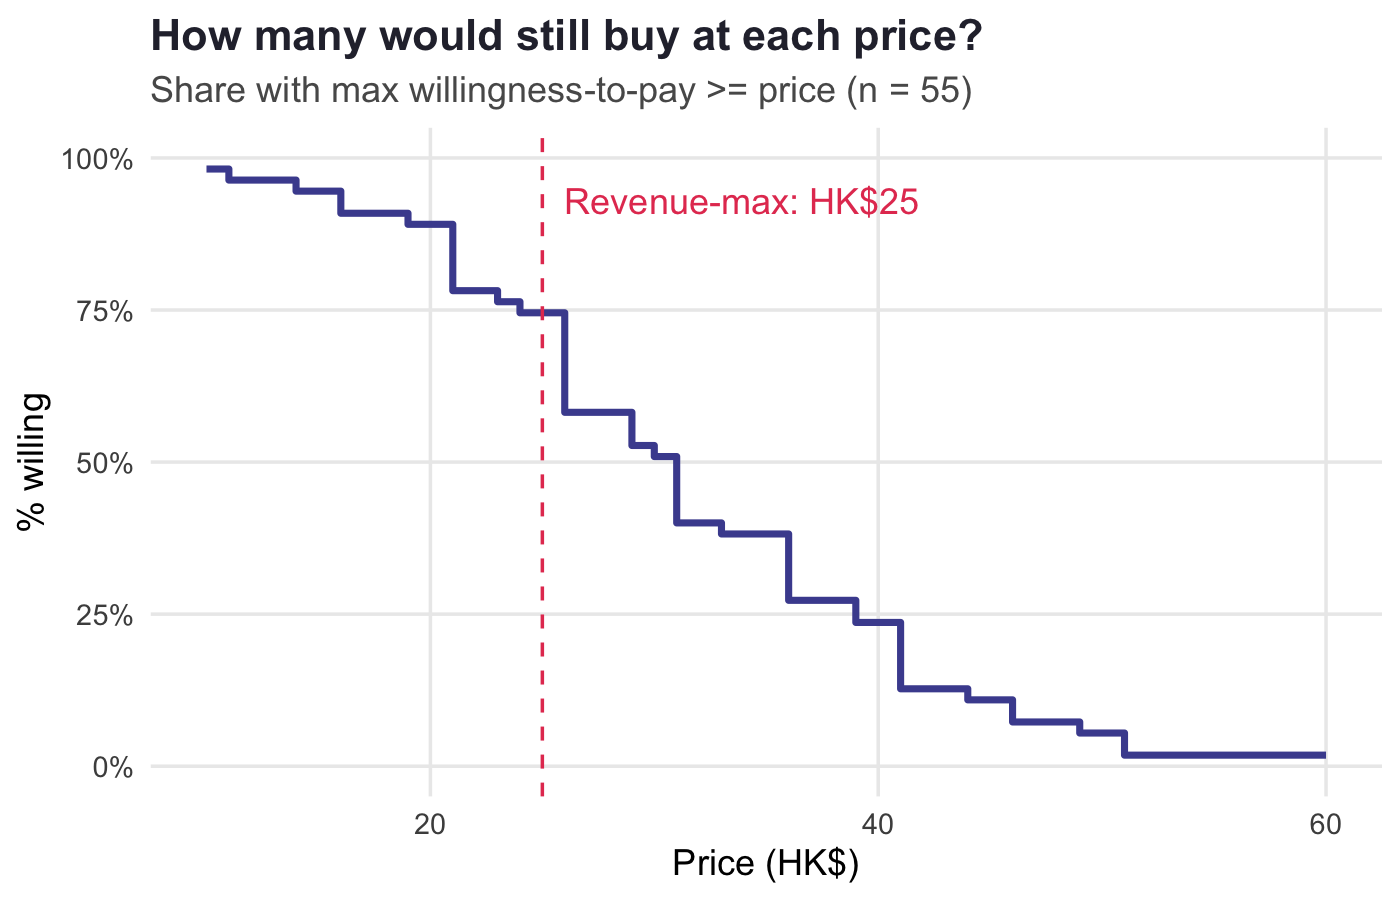 How many would still buy at each price?
Share with max willingness-to-pay >= price (n = 55)
100%
Revenue-max: HK$25
75%
50%
25%
0%
% willing
20
40
60
Price (HK$)